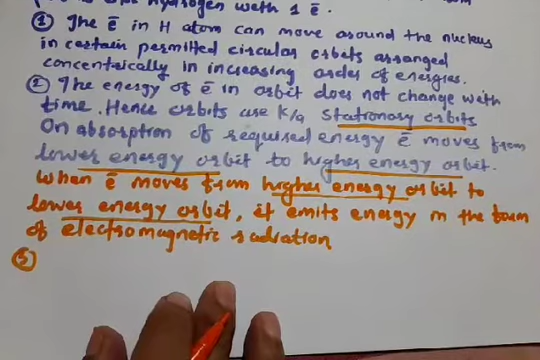 Hydrogen with 1 ē.
① The ē in H atom can move around the nucleus
in certain permitted circular orbits arranged
concentrically in increasing order of energies.
② The energy of ē in orbit does not change with
time. Hence orbits are K/a stationary orbits
On absorption of required energy ē moves from
lower energy orbit to higher energy orbit.
When ē moves from higher energy orbit to
lower energy orbit, it emits energy in the form
of electromagnetic radiation
③